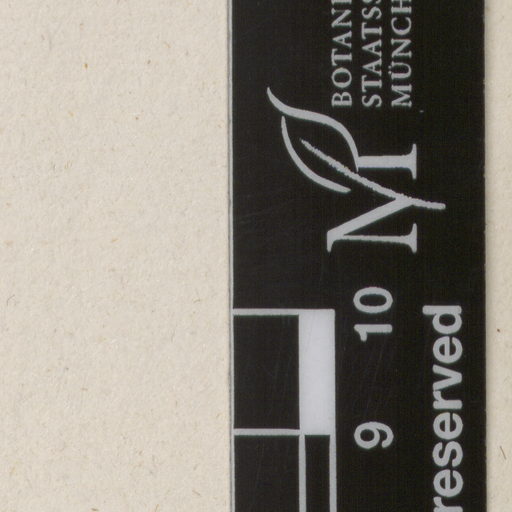 BOTANI
STAATSS
MÜNCH
M
9 10
reserved